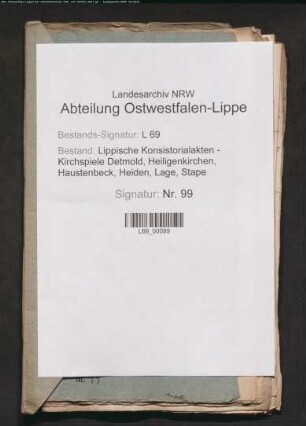 Landesarchiv NRW
Abteilung Ostwestfalen-Lippe
Bestands-Signatur: L 69
Bestand: Lippische Konsistorialakten -
Kirchspiele Detmold, Heiligenkirchen,
Haustenbeck, Heiden, Lage, Stape
Signatur: Nr. 99
L69_00099